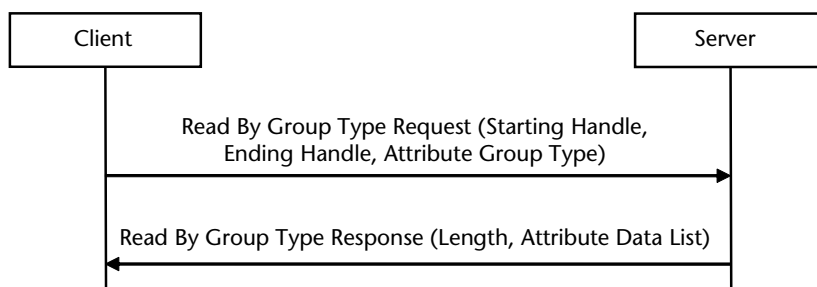 Client
Server
Read By Group Type Request (Starting Handle,
Ending Handle, Attribute Group Type)
Read By Group Type Response (Length, Attribute Data List)